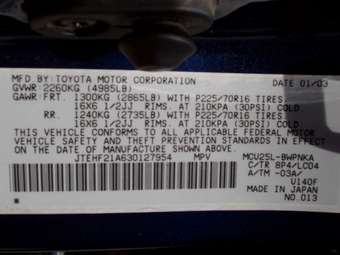 MFD BY: TOYOTA MOTOR CORPORATION DATE 01/03
GVWR: 2260KG (4985LB)
GAWR: FRT. 1300KG (2865LB) WITH P225/70R16 TIRES.
16X6 1/2JJ RIMS. AT 210KPA (30PSI) COLD
RR. 1240KG (2735LB) WITH P225/70R16 TIRES.
16X6 1/2JJ RIMS. AT 210KPA (30PSI) COLD
THIS VEHICLE CONFORMS TO ALL APPLICABLE FEDERAL MOTOR
VEHICLE SAFETY AND THEFT PREVENTION STANDARDS IN EFFECT
ON THE DATE OF MANUFACTURE SHOWN ABOVE.
JTEHF21A630127954 MPV MCU25L-BWPNKA
C/TR 8P4/LC04
A/TM -03A/
U140F
MADE IN JAPAN
NO.013